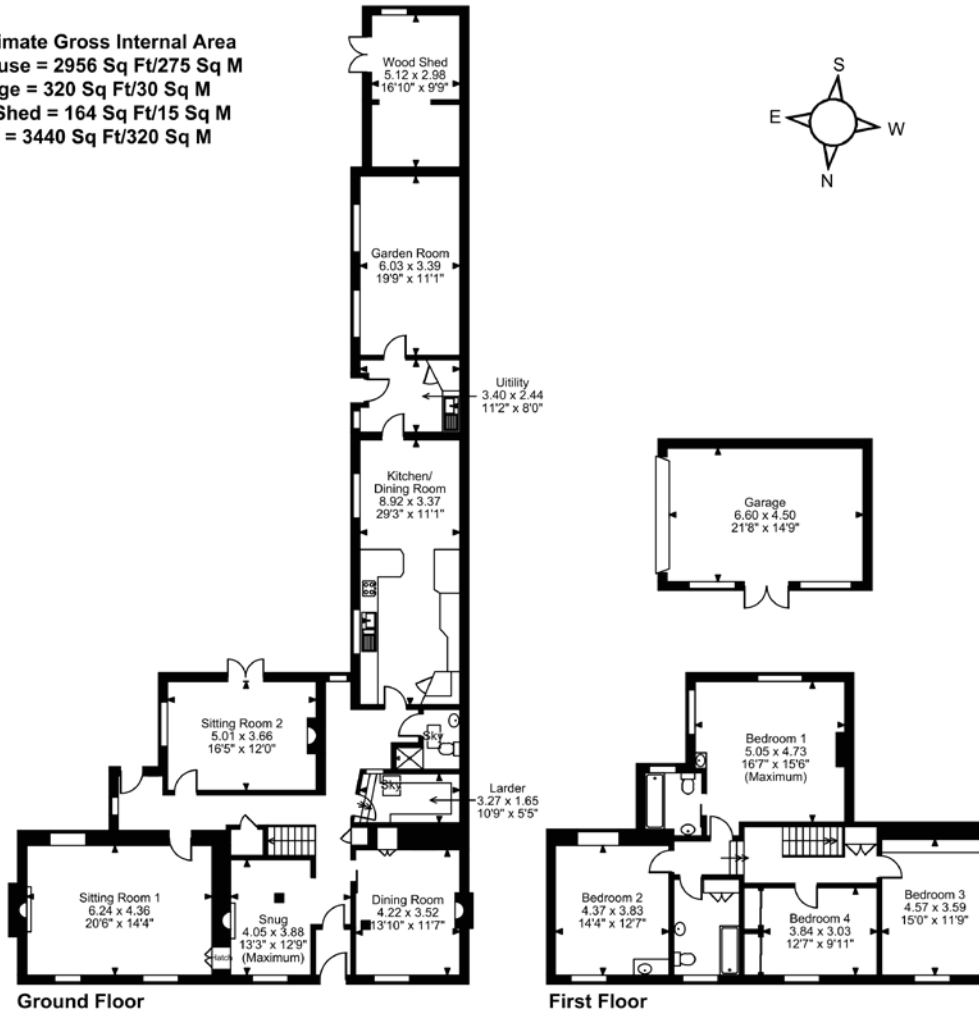 imate Gross Internal Area
use = 2956 Sq Ft/275 Sq M
ge = 320 Sq Ft/30 Sq M
Shed = 164 Sq Ft/15 Sq M
= 3440 Sq Ft/320 Sq M
S
E
W
N
Wood Shed
5.12 x 2.98
16'10" x 9'9"
Garden Room
6.03 x 3.39
19'9" x 11'1"
Uitility
3.40 x 2.44
11'2" x 8'0"
Kitchen/
Dining Room
8.92 x 3.37
29'3" x 11'1"
Garage
6.60 x 4.50
21'8" x 14'9"
Sitting Room 2
5.01 x 3.66
16'5" x 12'0"
Sky
Sky
Larder
3.27 x 1.65
10'9" x 5'5"
Sitting Room 1
6.24 x 4.36
20'6" x 14'4"
Hatch
Snug
4.05 x 3.88
13'3" x 12'9"
(Maximum)
Dining Room
4.22 x 3.52
13'10" x 11'7"
Ground Floor
Bedroom 1
5.05 x 4.73
16'7" x 15'6"
(Maximum)
Bedroom 2
4.37 x 3.83
14'4" x 12'7"
Bedroom 4
3.84 x 3.03
12'7" x 9'11"
Bedroom 3
4.57 x 3.59
15'0" x 11'9"
First Floor